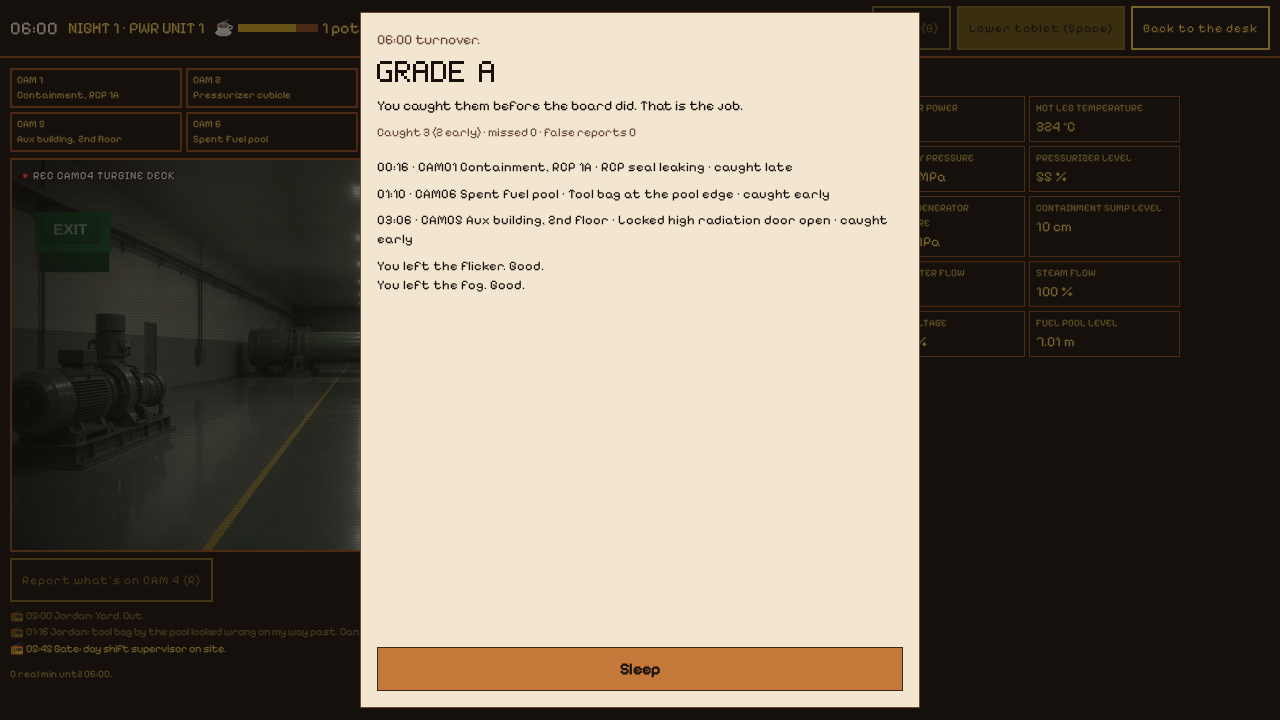 06:00 NIGHT 1 · PWR UNIT 1 1 pot
Lower tablet (Space)
Back to the desk
CAM 1
Containment, RCP 1A
CAM 2
Pressurizer cubicle
CAM 5
Aux building, 2nd floor
CAM 6
Spent fuel pool
REC CAM04 TURBINE DECK
EXIT
Report what's on CAM 4 (R)
05:00 Jordan: Yard. Out.
01:16 Jordan: tool bag by the pool looked wrong on my way past.
05:45 Gate: day shift supervisor on site.
0 real min until 06:00.
06:00 turnover.
GRADE A
You caught them before the board did. That is the job.
Caught 3 (2 early) · missed 0 · false reports 0
00:16 · CAM01 Containment, RCP 1A · RCP seal leaking · caught late
01:10 · CAM06 Spent fuel pool · Tool bag at the pool edge · caught early
03:06 · CAM05 Aux building, 2nd floor · Locked high radiation door open · caught
early
You left the flicker. Good.
You left the fog. Good.
Sleep
POWER
HOT LEG TEMPERATURE
324 °C
PRESSURE
MPa
PRESSURIZER LEVEL
55 %
CONTAINMENT SUMP LEVEL
10 cm
FLOW
STEAM FLOW
100 %
%
FUEL POOL LEVEL
7.01 m